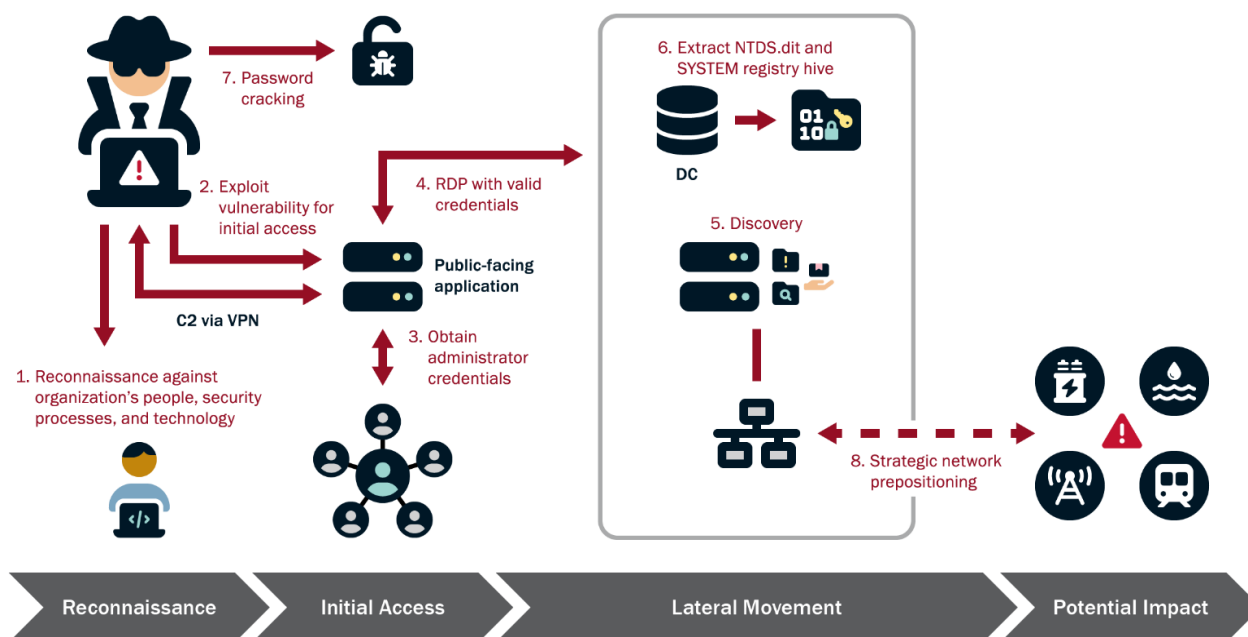 7. Password
cracking
6. Extract NTDS.dit and
SYSTEM registry hive
01
10
DC
2. Exploit
vulnerability for
initial access
4. RDP with valid
credentials
5. Discovery
Public-facing
application
C2 via VPN
3. Obtain
administrator
credentials
1. Reconnaissance against
organization's people, security
processes, and technology
</>
8. Strategic network
prepositioning
Reconnaissance
Initial Access
Lateral Movement
Potential Impact